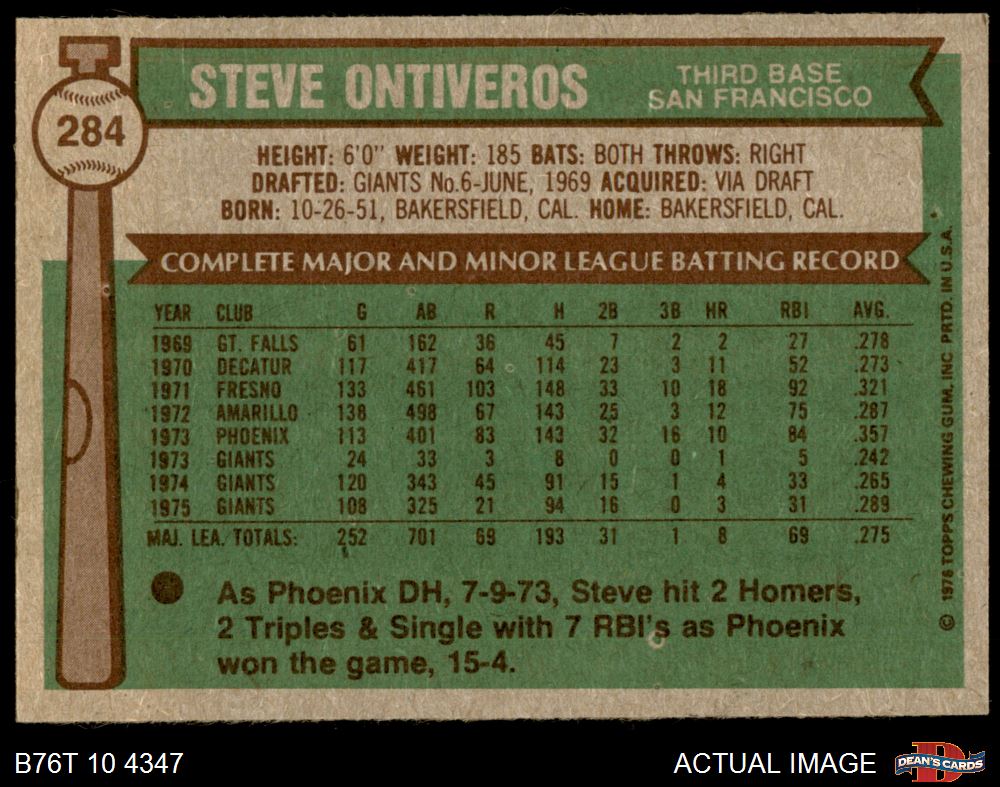 284
STEVE ONTIVEROS
THIRD BASE
SAN FRANCISCO
HEIGHT: 6'0" WEIGHT: 185 BATS: BOTH THROWS: RIGHT
DRAFTED: GIANTS No.6-JUNE, 1969 ACQUIRED: VIA DRAFT
BORN: 10-26-51, BAKERSFIELD, CAL. HOME: BAKERSFIELD, CAL.
COMPLETE MAJOR AND MINOR LEAGUE BATTING RECORD
YEAR CLUB G AB R H 2B 3B HR RBI AVG.
1969 GT. FALLS 61 162 36 45 7 2 2 27 .278
1970 DECATUR 117 417 64 114 23 3 11 52 .273
1971 FRESNO 133 461 103 148 33 10 18 92 .321
1972 AMARILLO 138 498 67 143 25 3 12 75 .287
1973 PHOENIX 113 401 83 143 32 16 10 84 .357
1973 GIANTS 24 33 3 8 0 0 1 5 .242
1974 GIANTS 120 343 45 91 15 1 4 33 .265
1975 GIANTS 108 325 21 94 16 0 3 31 .289
MAJ. LEA. TOTALS: 252 701 69 193 31 1 8 69 .275
As Phoenix DH, 7-9-73, Steve hit 2 Homers,
2 Triples & Single with 7 RBI's as Phoenix
won the game, 15-4.
© 1976 TOPPS CHEWING GUM, INC. PRTD. IN U.S.A.
B76T 10 4347
ACTUAL IMAGE
D
DEAN'S CARDS